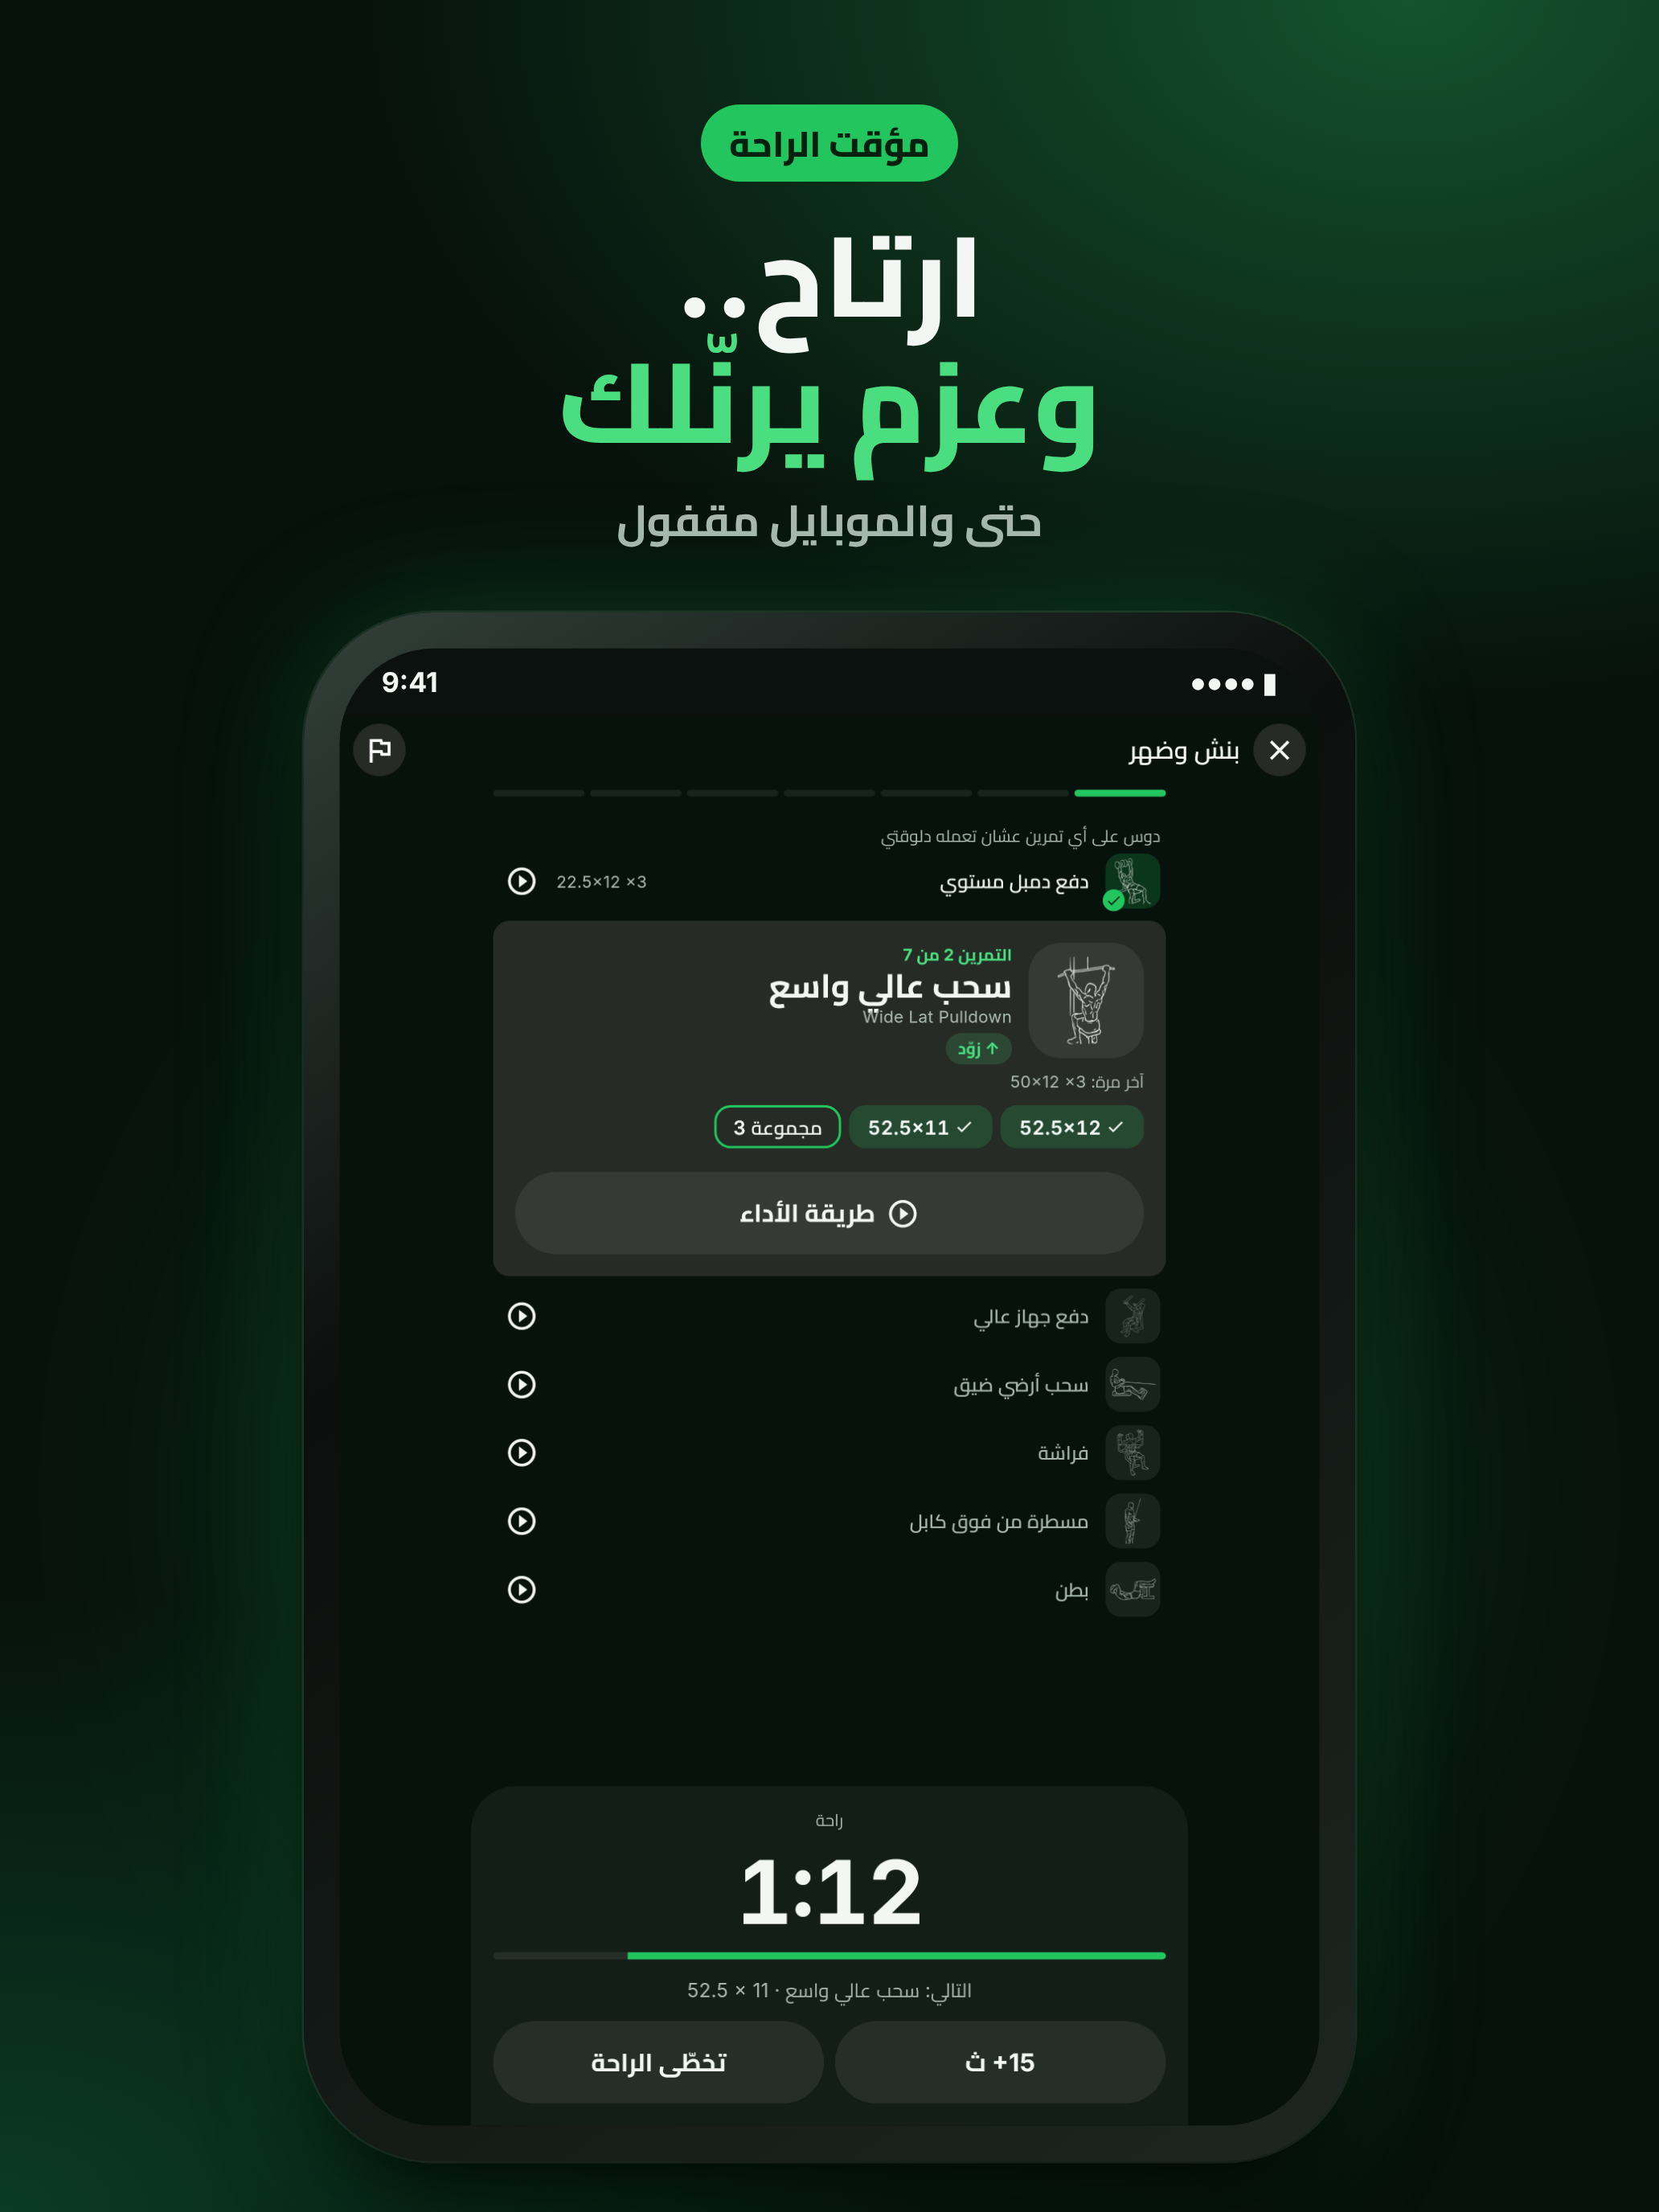 مؤقت الراحة
ارتاح..
وعزم يرنّلك
حتى والموبايل مقفول
9:41
بنش وضهر
دوس على أي تمرين عشان تعمله دلوقتي
دفع دمبل مستوي
3× 12×22.5
التمرين 2 من 7
سحب عالي واسع
Wide Lat Pulldown
↑ زوّد
آخر مرة: 3× 12×50
✓ 52.5×12
✓ 52.5×11
مجموعة 3
طريقة الأداء
دفع جهاز عالي
سحب أرضي ضيق
فراشة
مسطرة من فوق كابل
بطن
راحة
1:12
التالي: سحب عالي واسع · 11 × 52.5
+15 ث
تخطّى الراحة